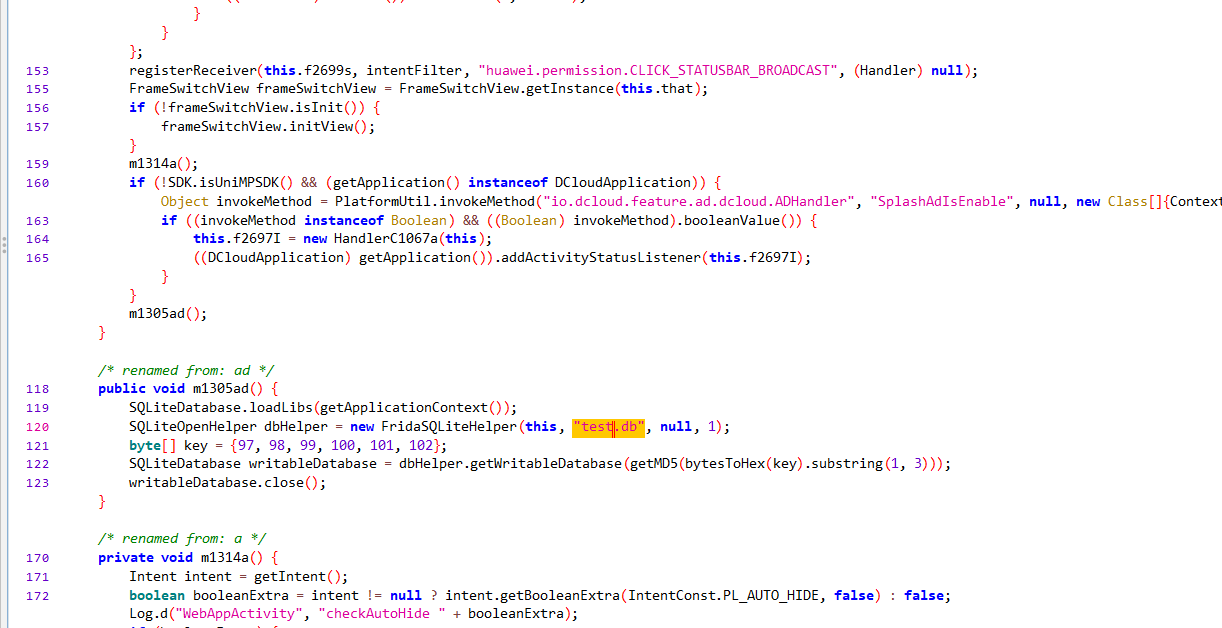 }
}
};
153 registerReceiver(this.f2699s, intentFilter, "huawei.permission.CLICK_STATUSBAR_BROADCAST", (Handler) null);
155 FrameSwitchView frameSwitchView = FrameSwitchView.getInstance(this.that);
156 if (!frameSwitchView.isInit()) {
157 frameSwitchView.initView();
}
159 m1314a();
160 if (!SDK.isUniMPSDK() && (getApplication() instanceof DCloudApplication)) {
Object invokeMethod = PlatformUtil.invokeMethod("io.dcloud.feature.ad.dcloud.ADHandler", "SplashAdIsEnable", null, new Class[]{Context
163 if ((invokeMethod instanceof Boolean) && ((Boolean) invokeMethod).booleanValue()) {
164 this.f2697I = new HandlerC1067a(this);
165 ((DCloudApplication) getApplication()).addActivityStatusListener(this.f2697I);
}
}
m1305ad();
}
/* renamed from: ad */
118 public void m1305ad() {
119 SQLiteDatabase.loadLibs(getApplicationContext());
120 SQLiteOpenHelper dbHelper = new FridaSQLiteHelper(this, "test.db", null, 1);
121 byte[] key = {97, 98, 99, 100, 101, 102};
122 SQLiteDatabase writableDatabase = dbHelper.getWritableDatabase(getMD5(bytesToHex(key).substring(1, 3)));
123 writableDatabase.close();
}
/* renamed from: a */
170 private void m1314a() {
171 Intent intent = getIntent();
172 boolean booleanExtra = intent != null ? intent.getBooleanExtra(IntentConst.PL_AUTO_HIDE, false) : false;
Log.d("WebAppActivity", "checkAutoHide " + booleanExtra);